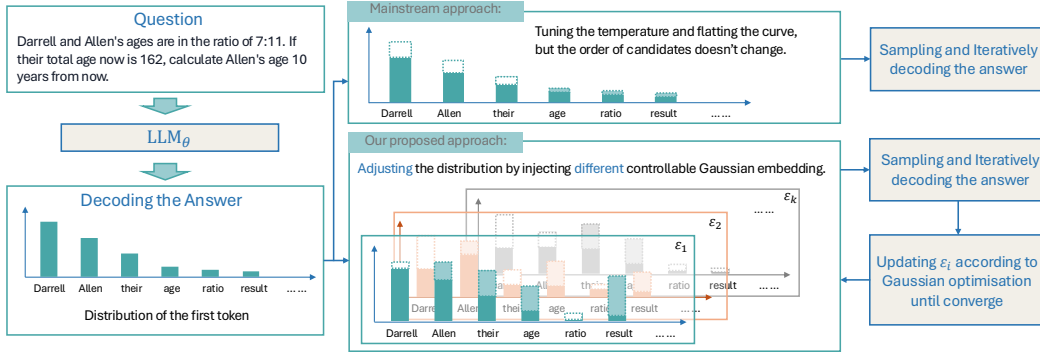 Question
Darrell and Allen's ages are in the ratio of 7:11. If
their total age now is 162, calculate Allen's age 10
years from now.
LLMθ
Decoding the Answer
Darrell Allen their age ratio result ... ...
Distribution of the first token
Mainstream approach:
Tuning the temperature and flatting the curve,
but the order of candidates doesn't change.
Darrell Allen their age ratio result ... ...
Sampling and Iteratively
decoding the answer
Our proposed approach:
Adjusting the distribution by injecting different controllable Gaussian embedding.
εk
... ...
ε2
ε1
ratio result ... ...
Darrell Allen their age ratio result ... ...
Sampling and Iteratively
decoding the answer
Updating εi according to
Gaussian optimisation
until converge